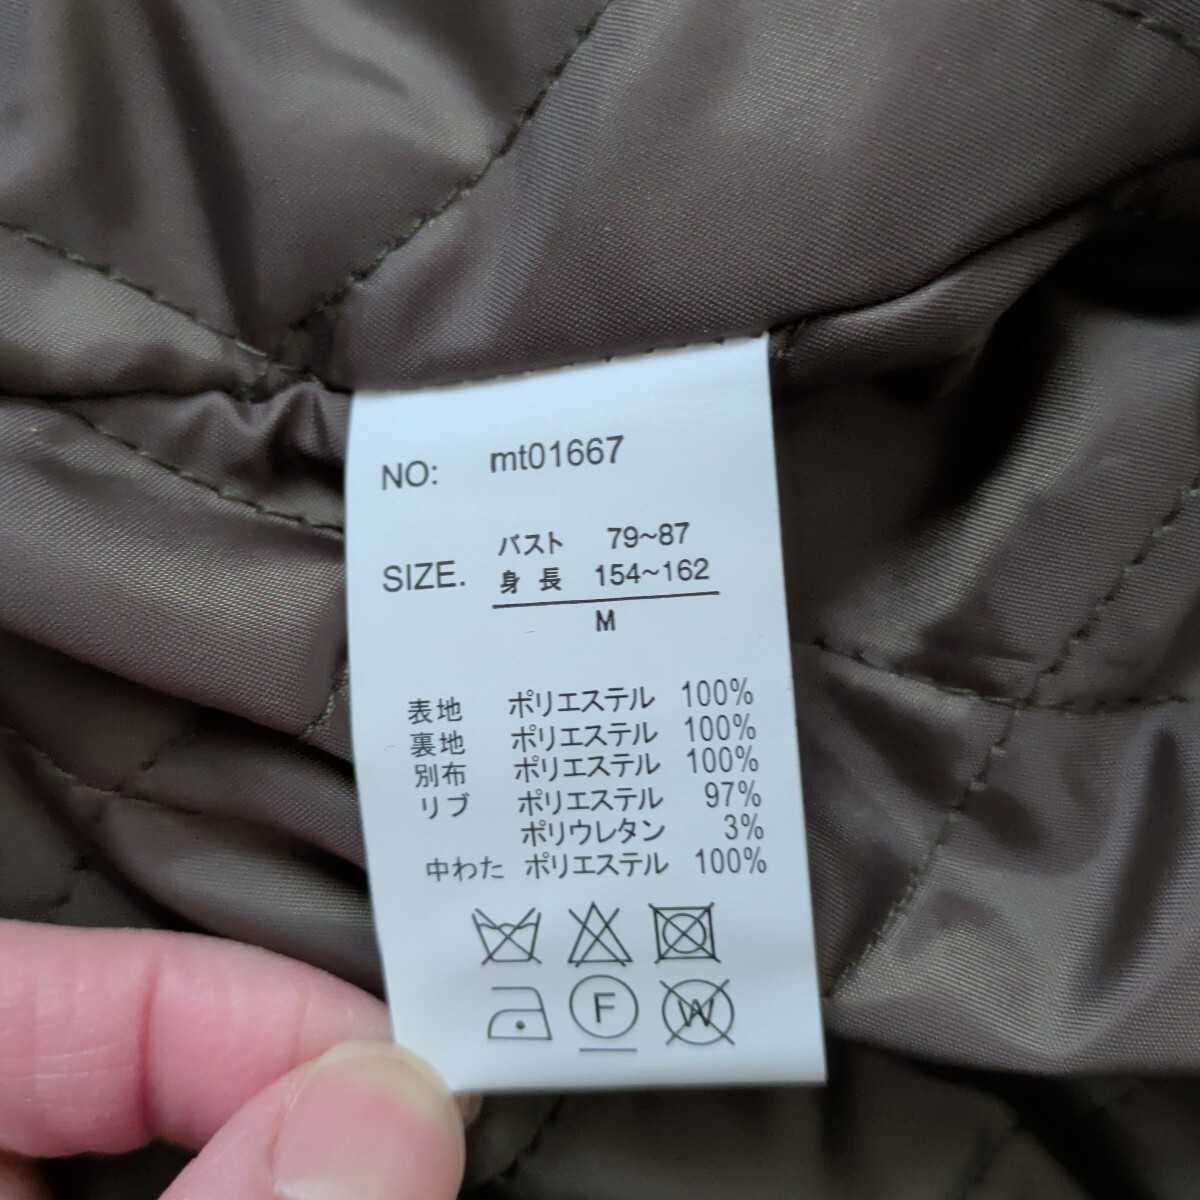 NO: mt01667
バスト 79~87
SIZE. 身長 154~162
M
表地 ポリエステル 100%
裏地 ポリエステル 100%
別布 ポリエステル 100%
リブ ポリエステル 97%
ポリウレタン 3%
中わた ポリエステル 100%
F W